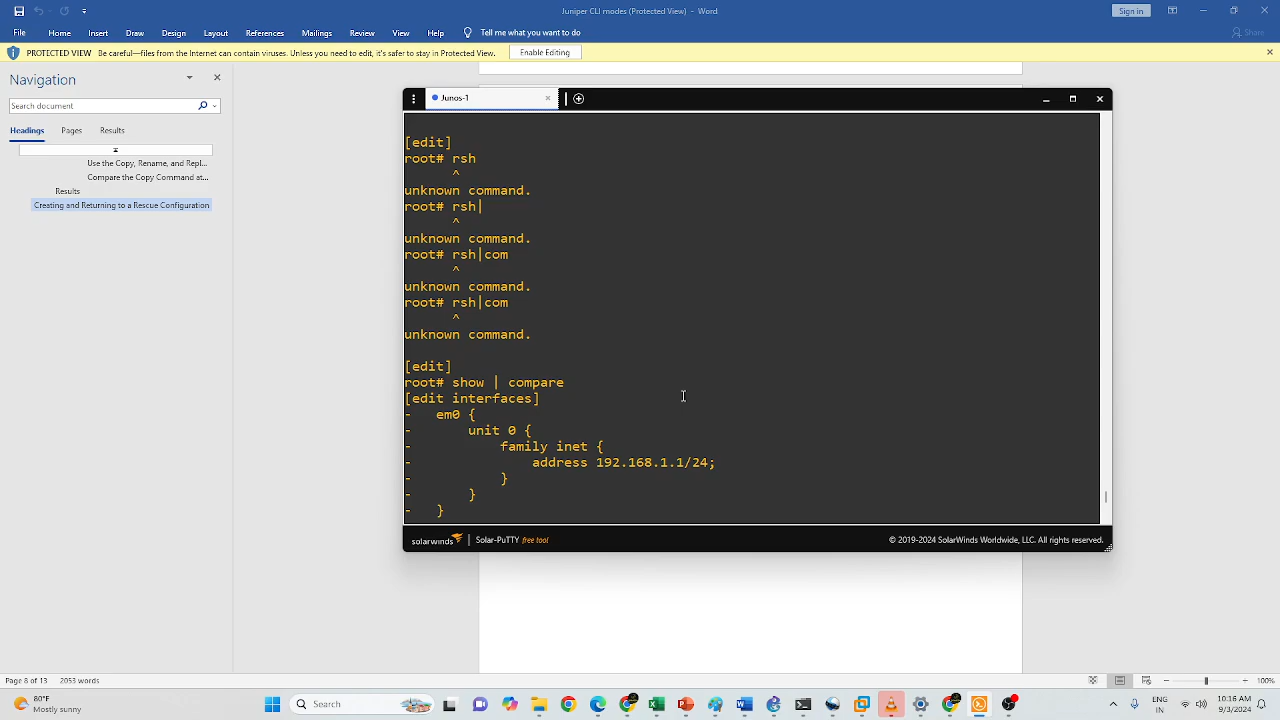 Juniper CLI modes (Protected View) - Word
Sign in
File Home Insert Draw Design Layout References Mailings Review View Help Tell me what you want to do Share
PROTECTED VIEW Be careful—files from the Internet can contain viruses. Unless you need to edit, it's safer to stay in Protected View. Enable Editing
Navigation
Search document
Headings Pages Results
Use the Copy, Rename, and Repl...
Compare the Copy Command at...
Results
Creating and Returning to a Rescue Configuration
Junos-1
[edit]
root# rsh
^
unknown command.
root# rsh|
^
unknown command.
root# rsh|com
^
unknown command.
root# rsh|com
^
unknown command.
[edit]
root# show | compare
[edit interfaces]
-   em0 {
-       unit 0 {
-           family inet {
-               address 192.168.1.1/24;
-           }
-       }
-   }
solarwinds | Solar-PuTTY free tool
© 2019-2024 SolarWinds Worldwide, LLC. All rights reserved.
Page 8 of 13 2053 words
100%
80°F
Mostly sunny
Search
ENG
IN
10:16 AM
9/3/2024